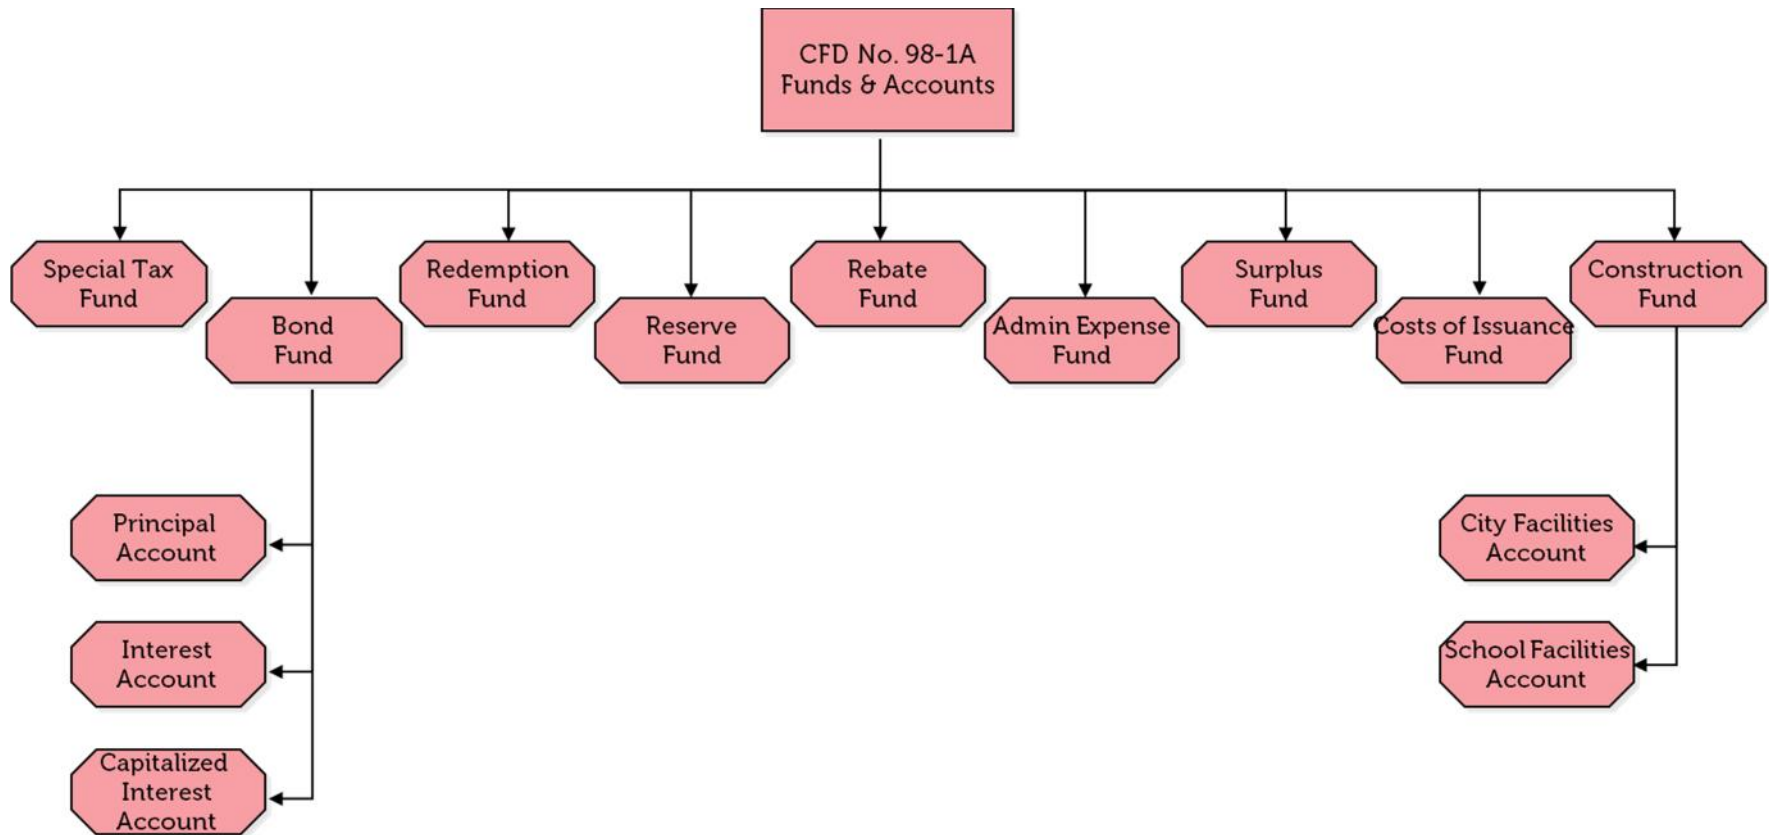 CFD No. 98-1A
Funds & Accounts
Special Tax
Fund
Bond
Fund
Redemption
Fund
Reserve
Fund
Rebate
Fund
Admin Expense
Fund
Surplus
Fund
Costs of Issuance
Fund
Construction
Fund
Principal
Account
Interest
Account
Capitalized
Interest
Account
City Facilities
Account
School Facilities
Account